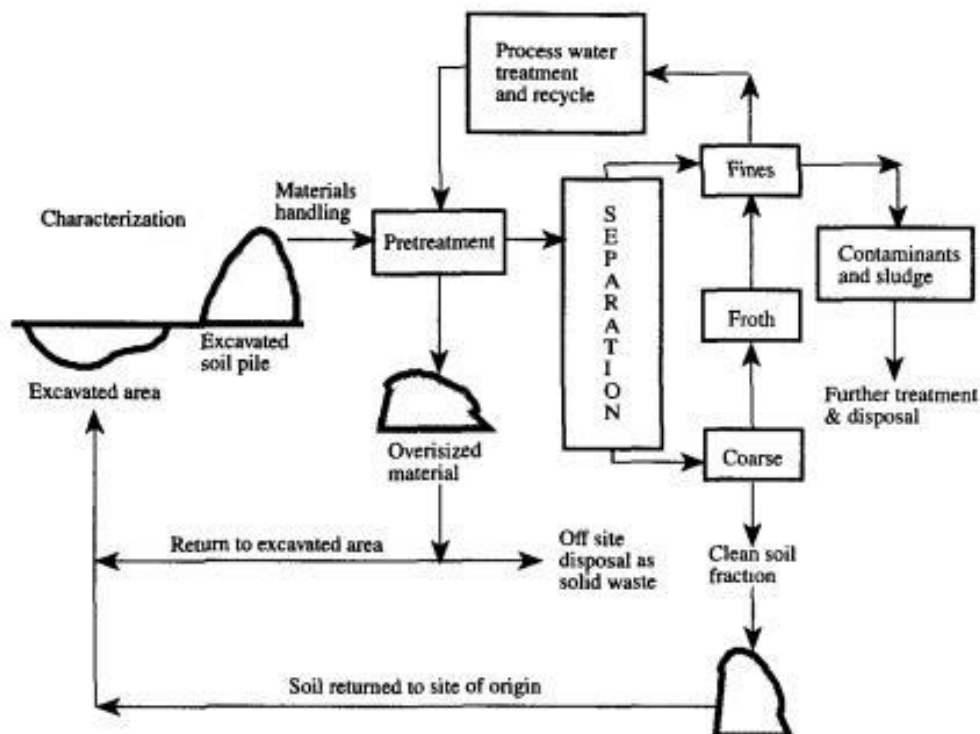 Process water
treatment
and recycle
Fines
Materials
handling
Characterization
Pretreatment
SEPARATION
Contaminants
and sludge
Froth
Excavated
soil pile
Excavated area
Further treatment
& disposal
Overisized
material
Coarse
Return to excavated area
Off site
disposal as
solid waste
Clean soil
fraction
Soil returned to site of origin